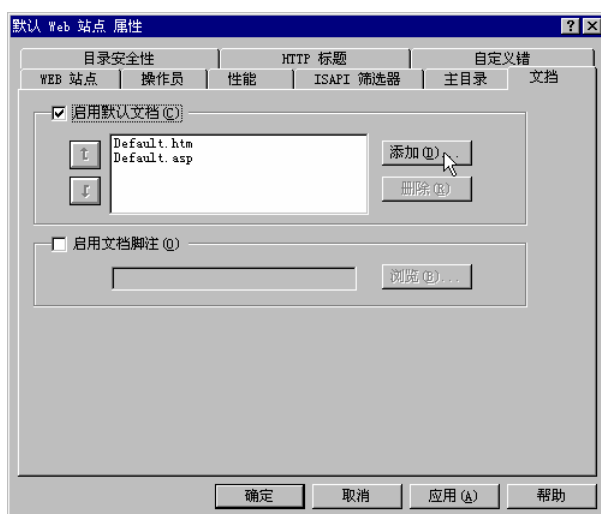 默认 Web 站点 属性
目录安全性 HTTP 标题 自定义错
WEB 站点 操作员 性能 ISAPI 筛选器 主目录 文档
启用默认文档(C)
Default.htm
Default.asp
添加(D)...
删除(R)
启用文档脚注(O)
浏览(B)...
确定 取消 应用(A) 帮助